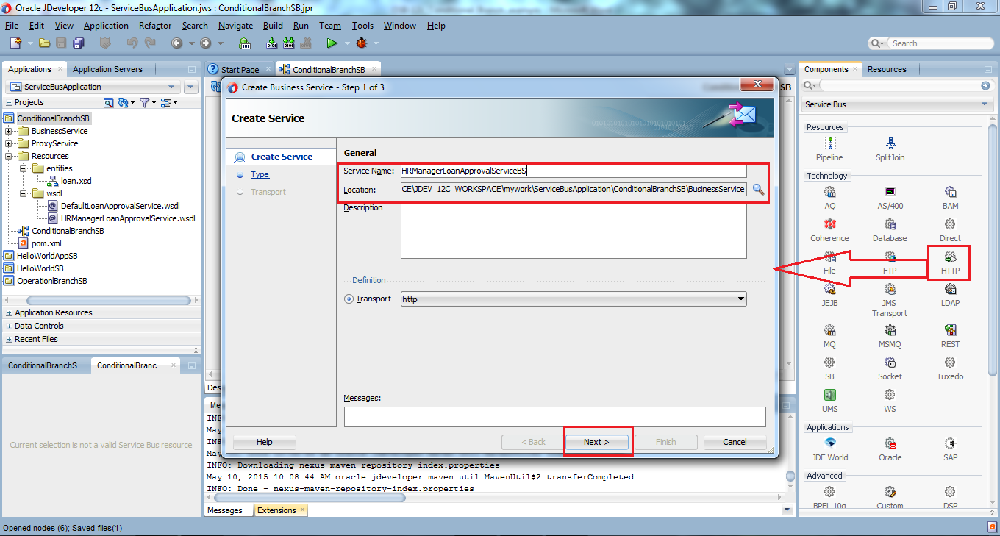 Oracle JDeveloper 12c - ServiceBusApplication.jws : ConditionalBranchSB.jpr
File Edit View Application Refactor Search Navigate Build Run Team Tools Window Help
Search
Applications Application Servers
ServiceBusApplication
Projects
ConditionalBranchSB
BusinessService
ProxyService
Resources
entities
loan.xsd
wsdl
DefaultLoanApprovalService.wsdl
HRManagerLoanApprovalService.wsdl
ConditionalBranchSB
pom.xml
HelloWorldAppSB
HelloWorldSB
OperationlBranchSB
Application Resources
Data Controls
Recent Files
ConditionalBranchS... ConditionalBranc...
Current selection is not a valid Service Bus resource
Start Page ConditionalBranchSB
SB
Create Business Service - Step 1 of 3
Create Service
Create Service
Type
Transport
General
Service Name: HRManagerLoanApprovalServiceBS
Location: CE\JDEV_12C_WORKSPACE\mywork\ServiceBusApplication\ConditionalBranchSB\BusinessService
Description
Definition
Transport http
Messages:
Help < Back Next > Finish Cancel
Des
Me
INF
May
INF
May
INFO: Downloading nexus-maven-repository-index.properties
May 10, 2015 10:08:44 AM oracle.jdeveloper.maven.util.MavenUtil$2 transferCompleted
INFO: Done - nexus-maven-repository-index.properties
Messages Extensions
Components Resources
Service Bus
Resources
Pipeline SplitJoin
Technology
AQ AS/400 BAM
Coherence Database Direct
File FTP HTTP
JEJB JMS Transport LDAP
MQ MSMQ REST
SB Socket Tuxedo
UMS WS
Applications
JDE World Oracle SAP
Advanced
BPEL 10g Custom DSP
Opened nodes (6); Saved files(1)